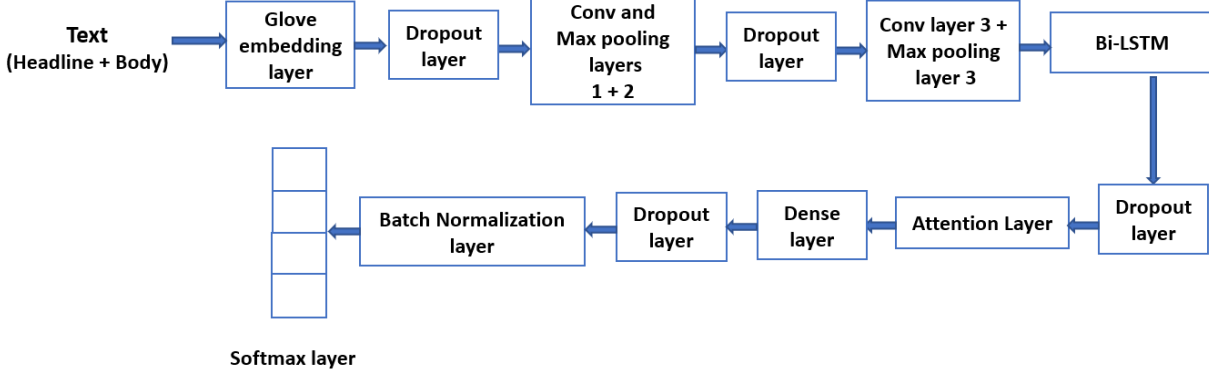 Text
(Headline + Body)
Glove
embedding
layer
Dropout
layer
Conv and
Max pooling
layers
1 + 2
Dropout
layer
Conv layer 3 +
Max pooling
layer 3
Bi-LSTM
Dropout
layer
Attention Layer
Dense
layer
Dropout
layer
Batch Normalization
layer
Softmax layer